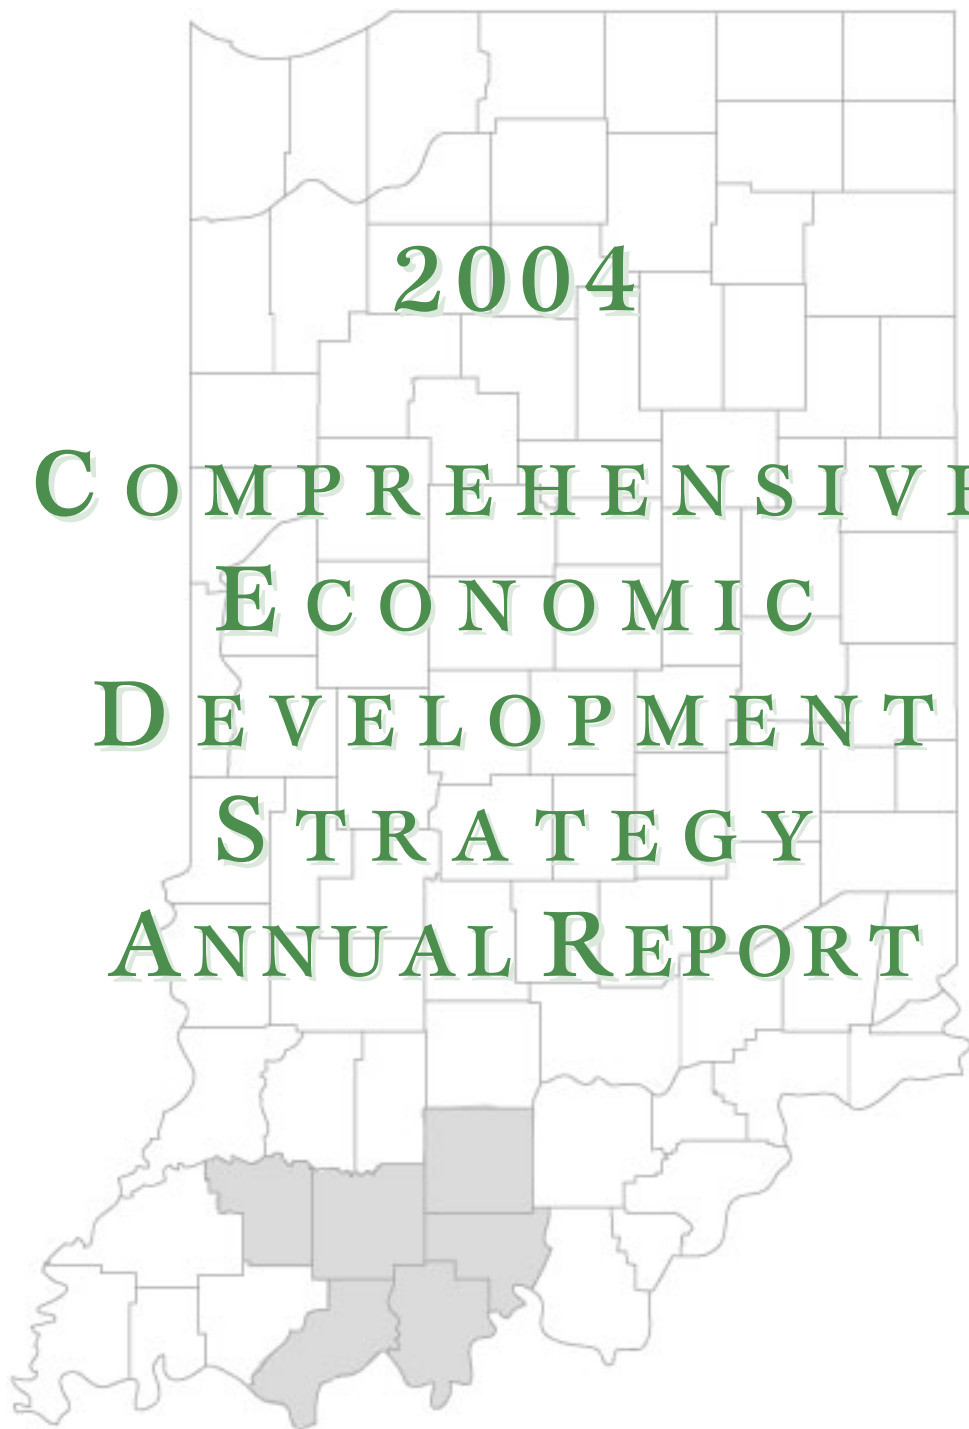 2004
COMPREHENSIVE
ECONOMIC
DEVELOPMENT
STRATEGY
ANNUAL REPORT